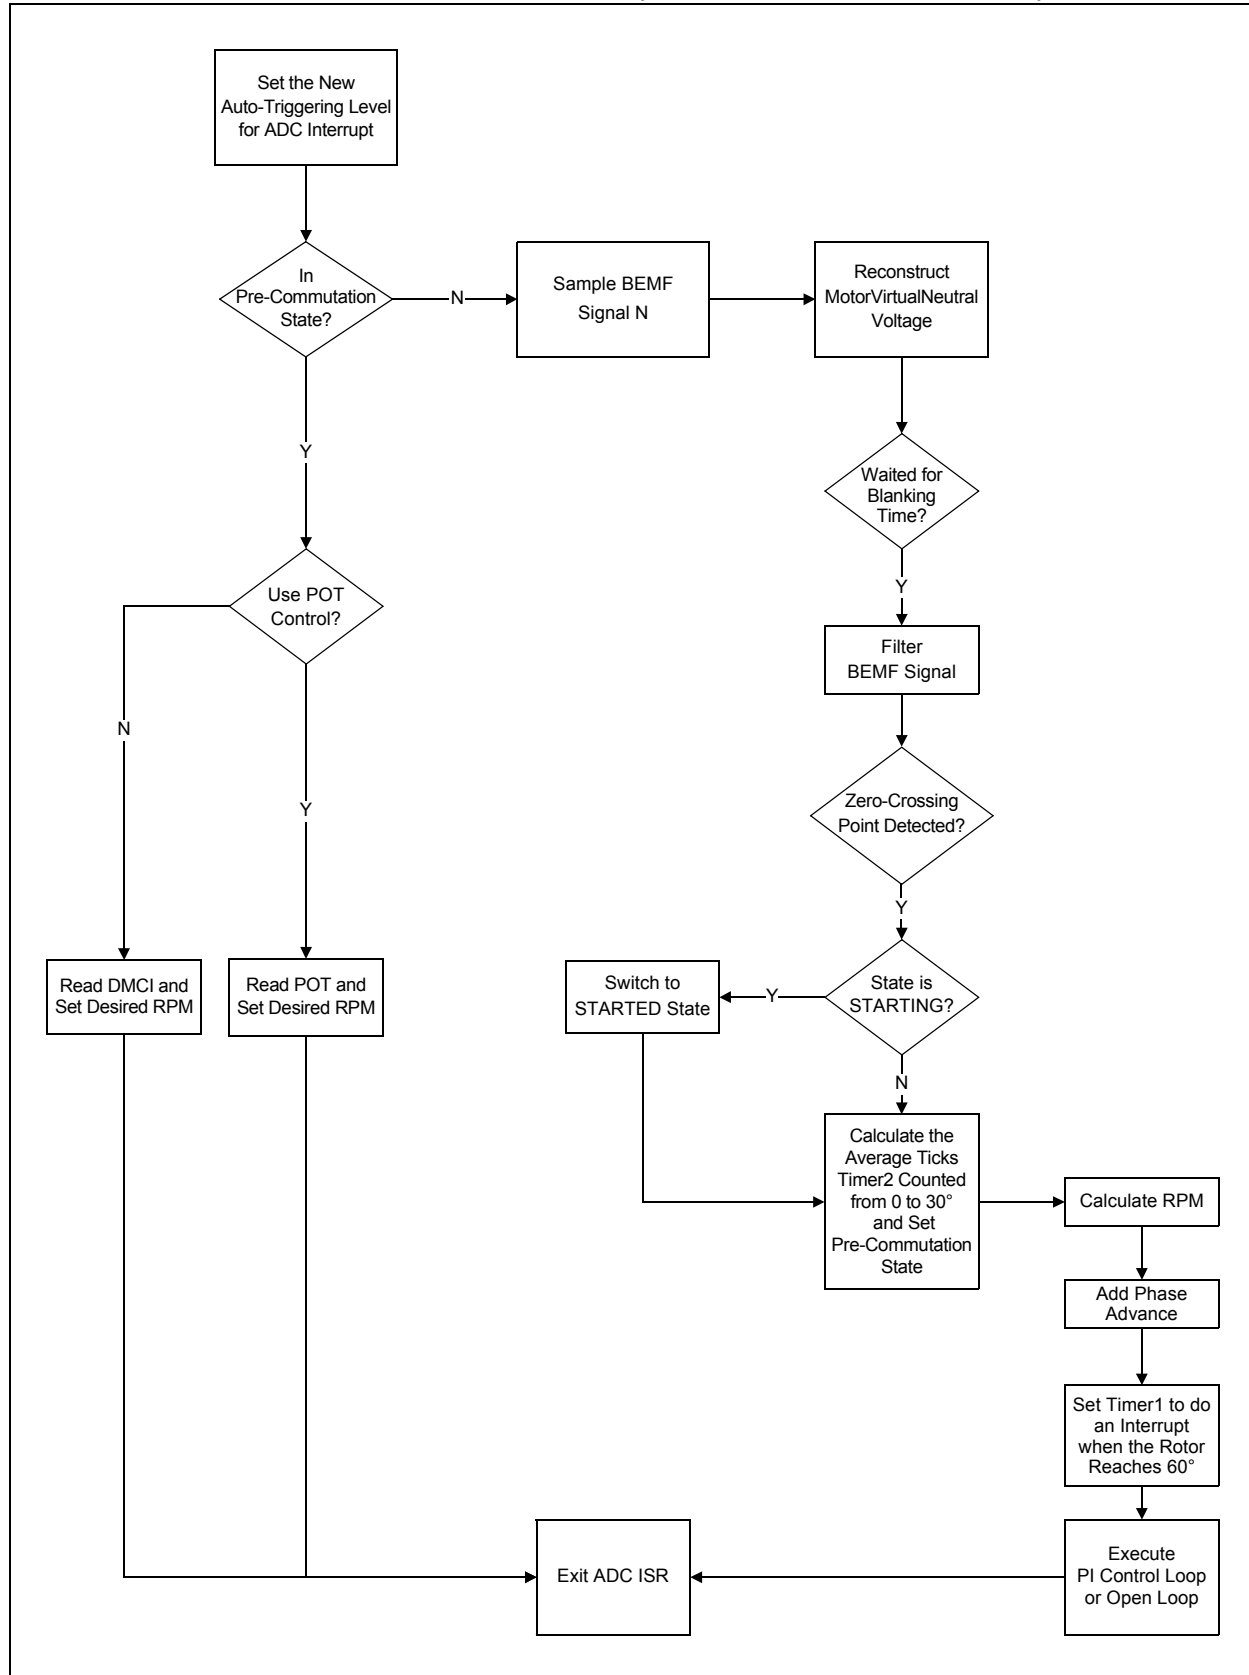 Set the New
Auto-Triggering Level
for ADC Interrupt
In
Pre-Commutation
State?
N
Sample BEMF
Signal N
Reconstruct
MotorVirtualNeutral
Voltage
Y
Waited for
Blanking
Time?
Y
Use POT
Control?
Filter
BEMF Signal
N
Y
Zero-Crossing
Point Detected?
Y
Read DMCI and
Set Desired RPM
Read POT and
Set Desired RPM
Switch to
STARTED State
Y
State is
STARTING?
N
Calculate the
Average Ticks
Timer2 Counted
from 0 to 30°
and Set
Pre-Commutation
State
Calculate RPM
Add Phase
Advance
Set Timer1 to do
an Interrupt
when the Rotor
Reaches 60°
Exit ADC ISR
Execute
PI Control Loop
or Open Loop